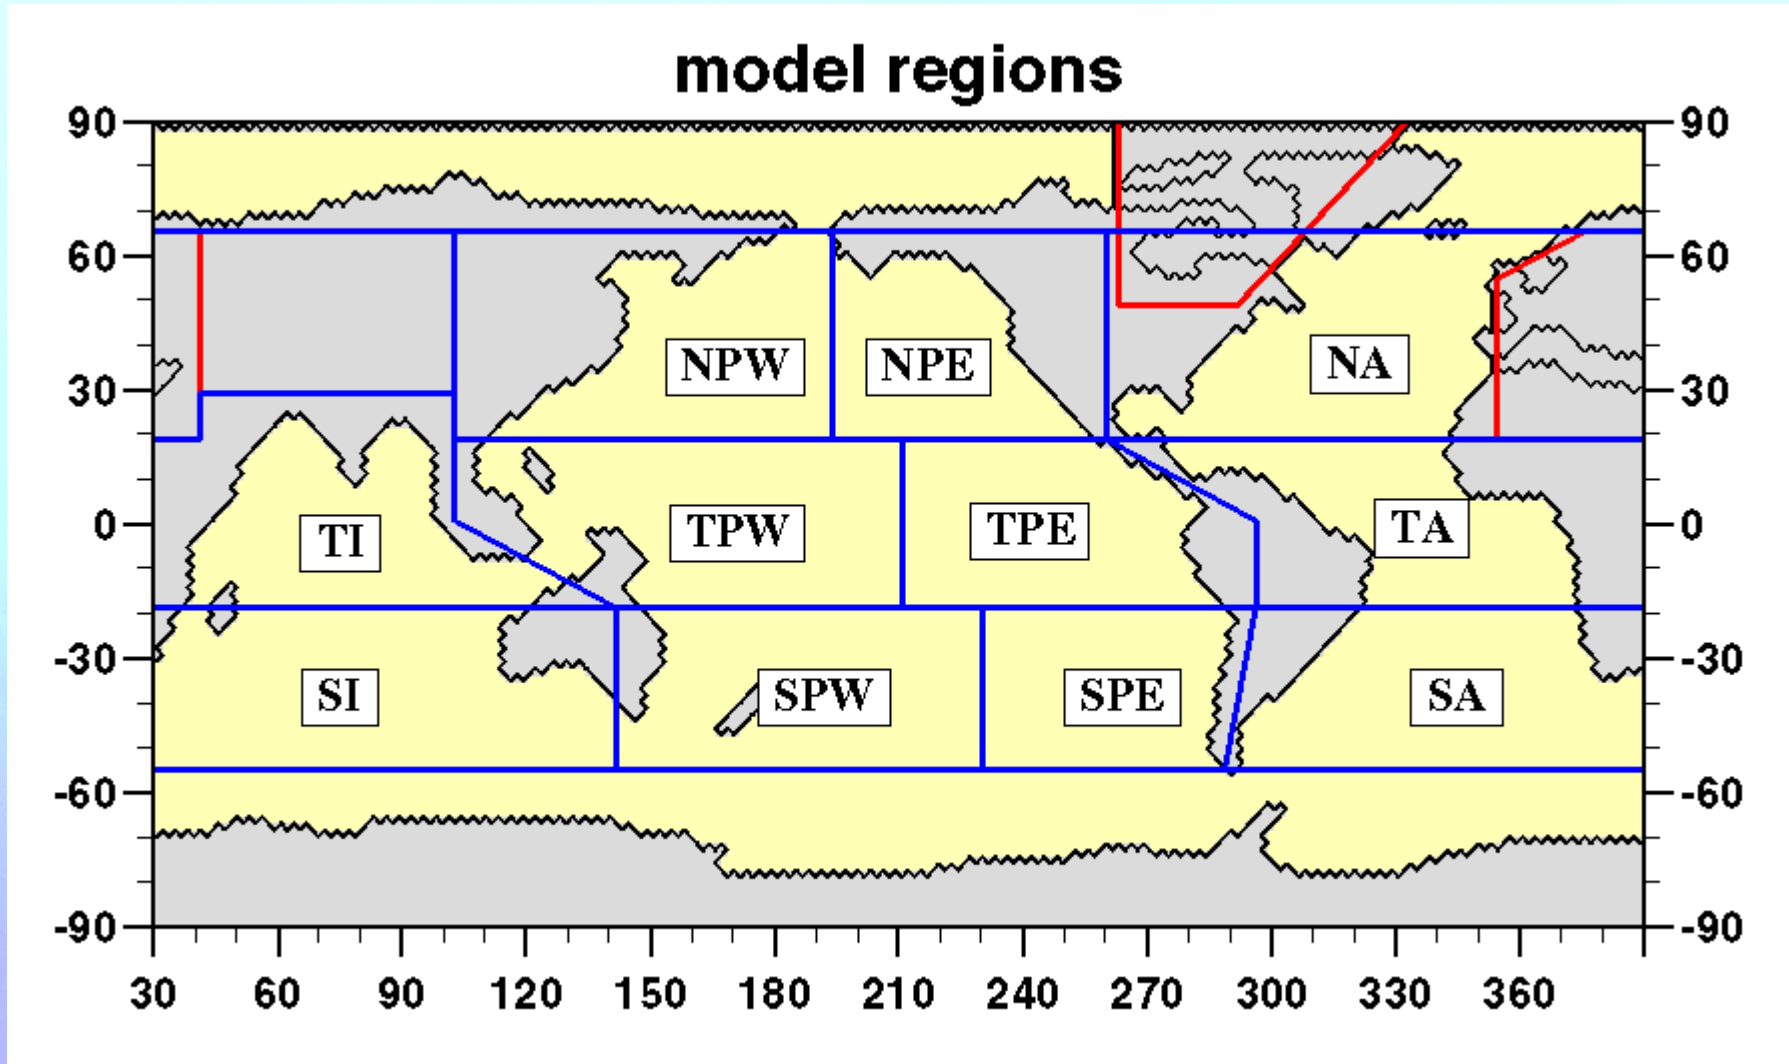 model regions
90 90
60 60
30 30
0 0
-30 -30
-60 -60
-90 -90
NPW NPE NA
TI TPW TPE TA
SI SPW SPE SA
30 60 90 120 150 180 210 240 270 300 330 360